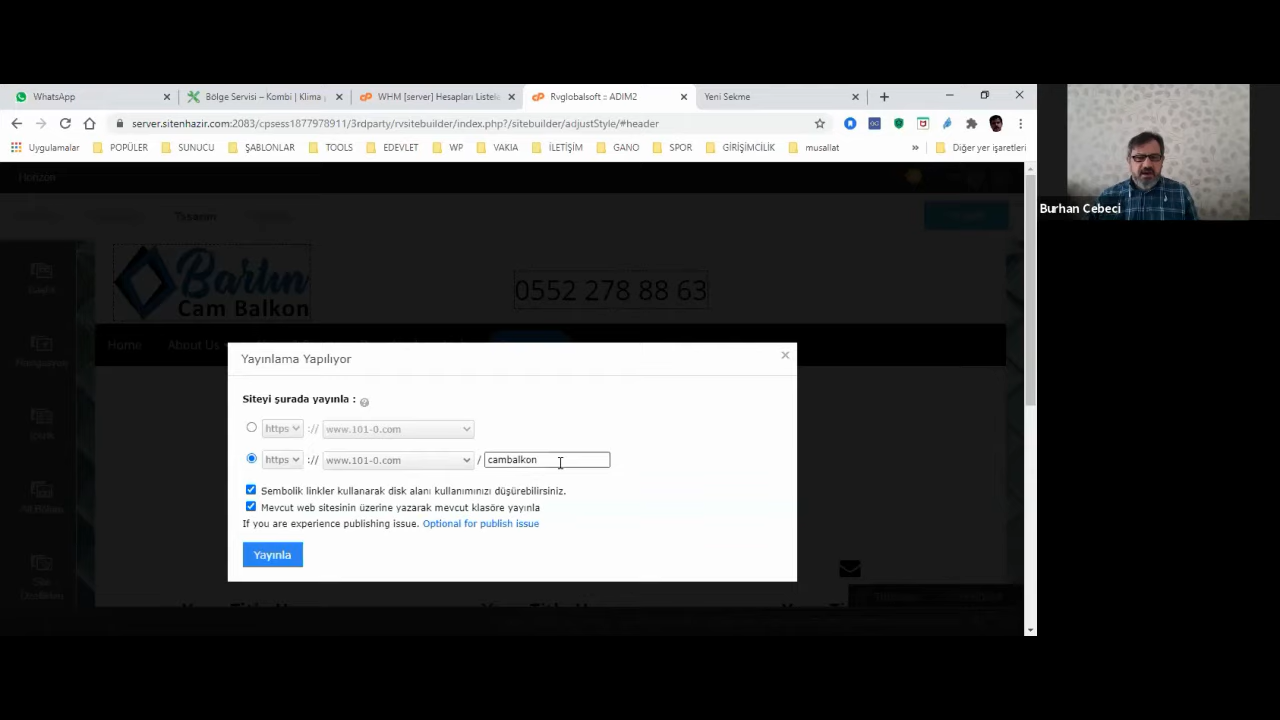 WhatsApp
Bölge Servisi – Kombi | Klima
WHM [server] Hesapları Listele
Rvglobalsoft :: ADIM2
Yeni Sekme
server.sitenhazir.com:2083/cpsess1877978911/3rdparty/rvsitebuilder/index.php?/sitebuilder/adjustStyle/#header
Uygulamalar POPÜLER SUNUCU ŞABLONLAR TOOLS EDEVLET WP VAKIA İLETİŞİM GANO SPOR GİRİŞİMCİLİK musallat » Diğer yer işaretleri
Horizon
Tasarım
Burhan Cebeci
Bartın
Cam Balkon
0552 278 88 63
Home About Us
Yayınlama Yapılıyor
Siteyi şurada yayınla :
https :// www.101-0.com
https :// www.101-0.com / cambalkon
Sembolik linkler kullanarak disk alanı kullanımınızı düşürebilirsiniz.
Mevcut web sitesinin üzerine yazarak mevcut klasöre yayınla
If you are experience publishing issue. Optional for publish issue
Yayınla